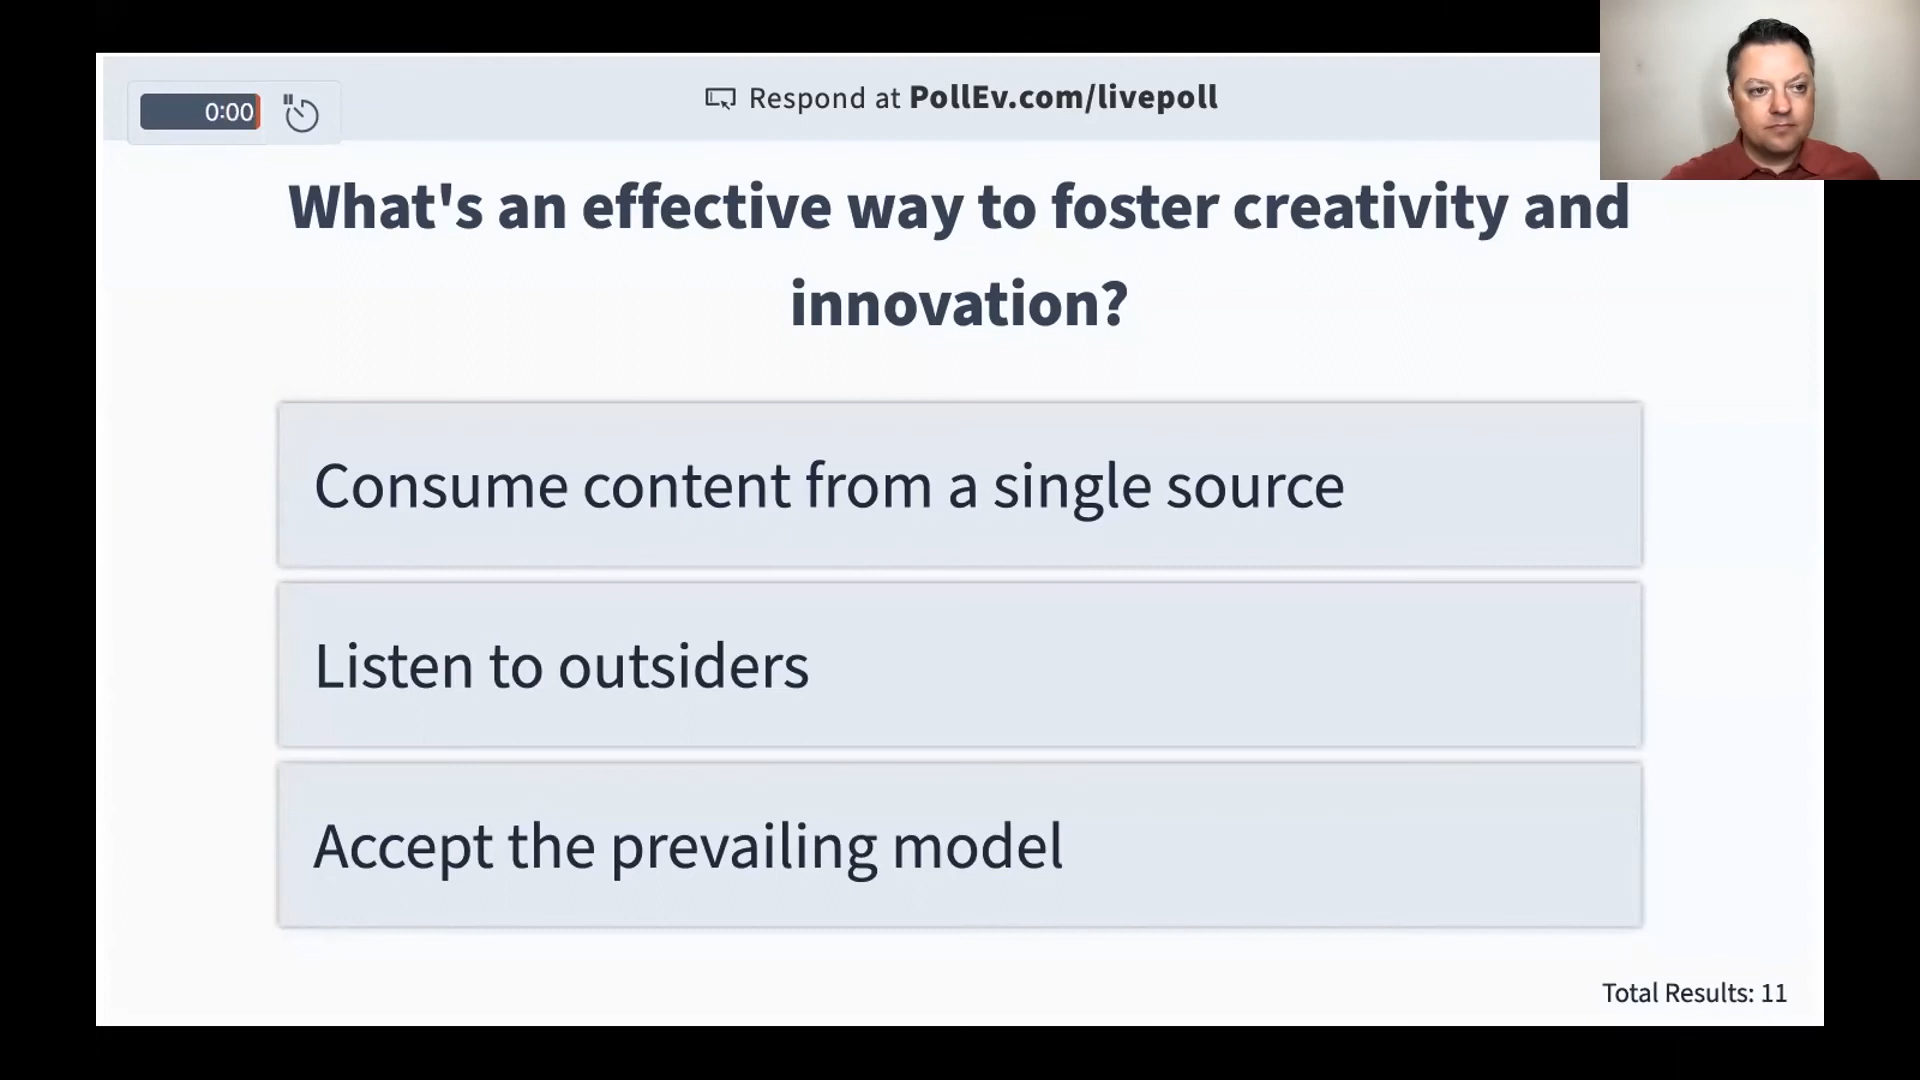 0:00
Respond at PollEv.com/livepoll
What's an effective way to foster creativity and
innovation?
Consume content from a single source
Listen to outsiders
Accept the prevailing model
Total Results: 11